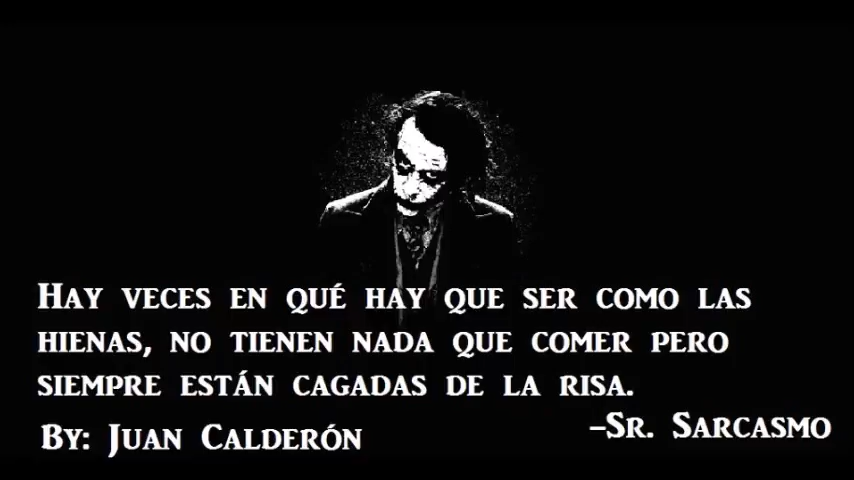 Hay veces en qué hay que ser como las
hienas, no tienen nada que comer pero
siempre están cagadas de la risa.
–Sr. Sarcasmo
By: Juan Calderón